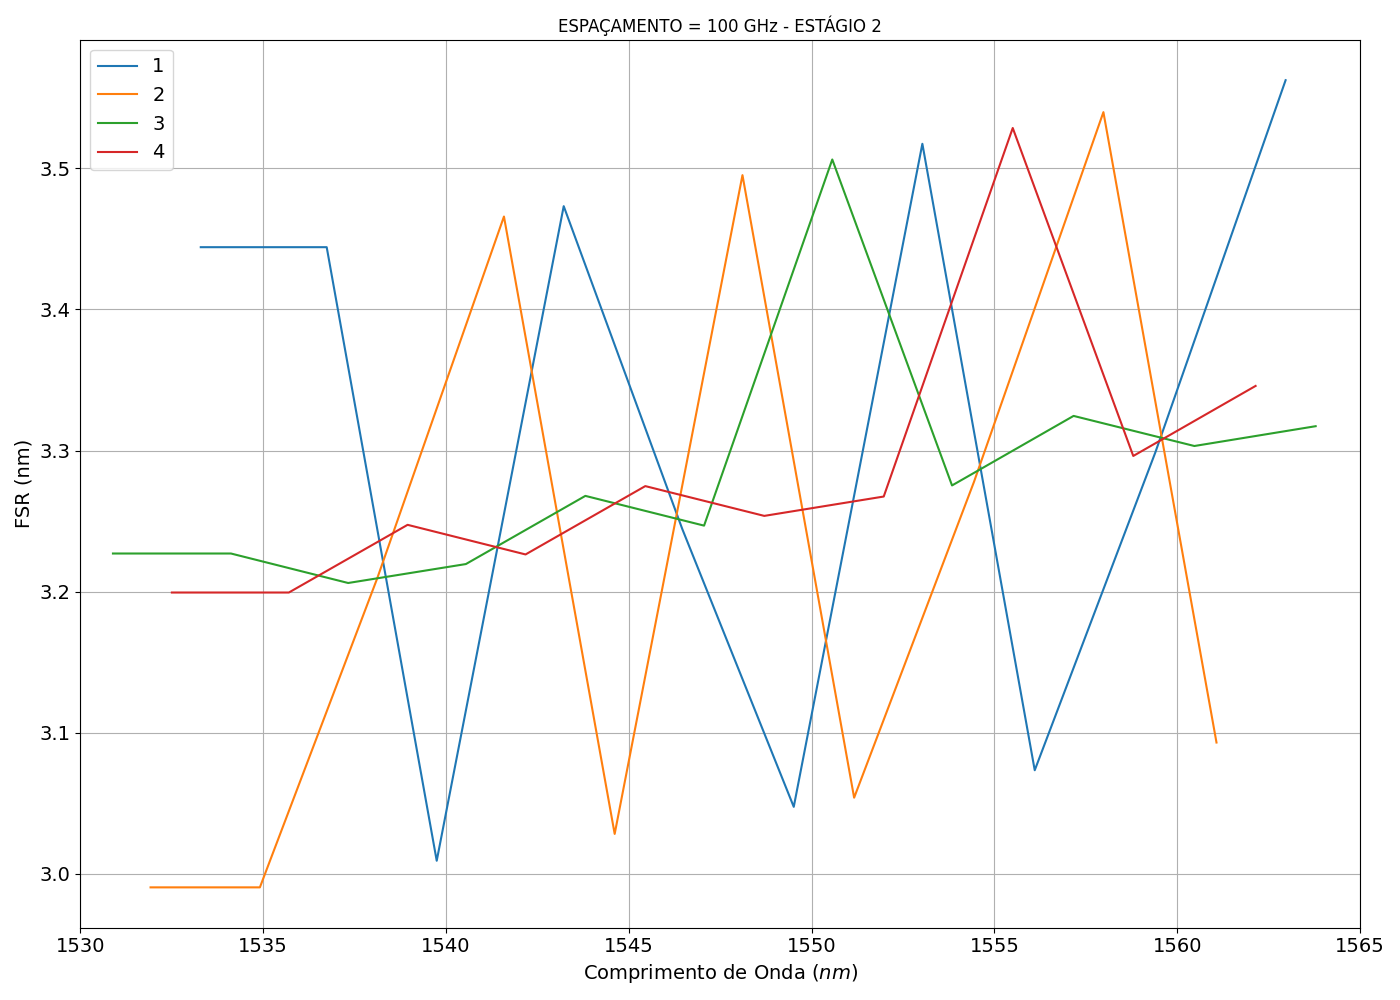 ESPAÇAMENTO = 100 GHz - ESTÁGIO 2
1
2
3
4
3.5
3.4
3.3
3.2
3.1
3.0
FSR (nm)
1530 1535 1540 1545 1550 1555 1560 1565
Comprimento de Onda (nm)